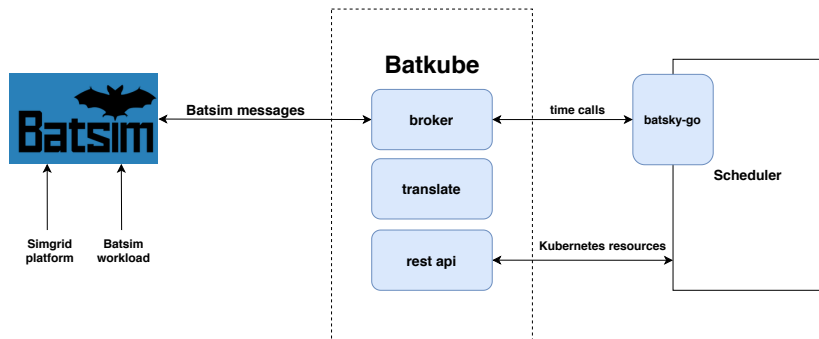 Batkube
Batsim
Batsim messages
broker
time calls
batsky-go
translate
Scheduler
rest api
Kubernetes resources
Simgrid
platform
Batsim
workload